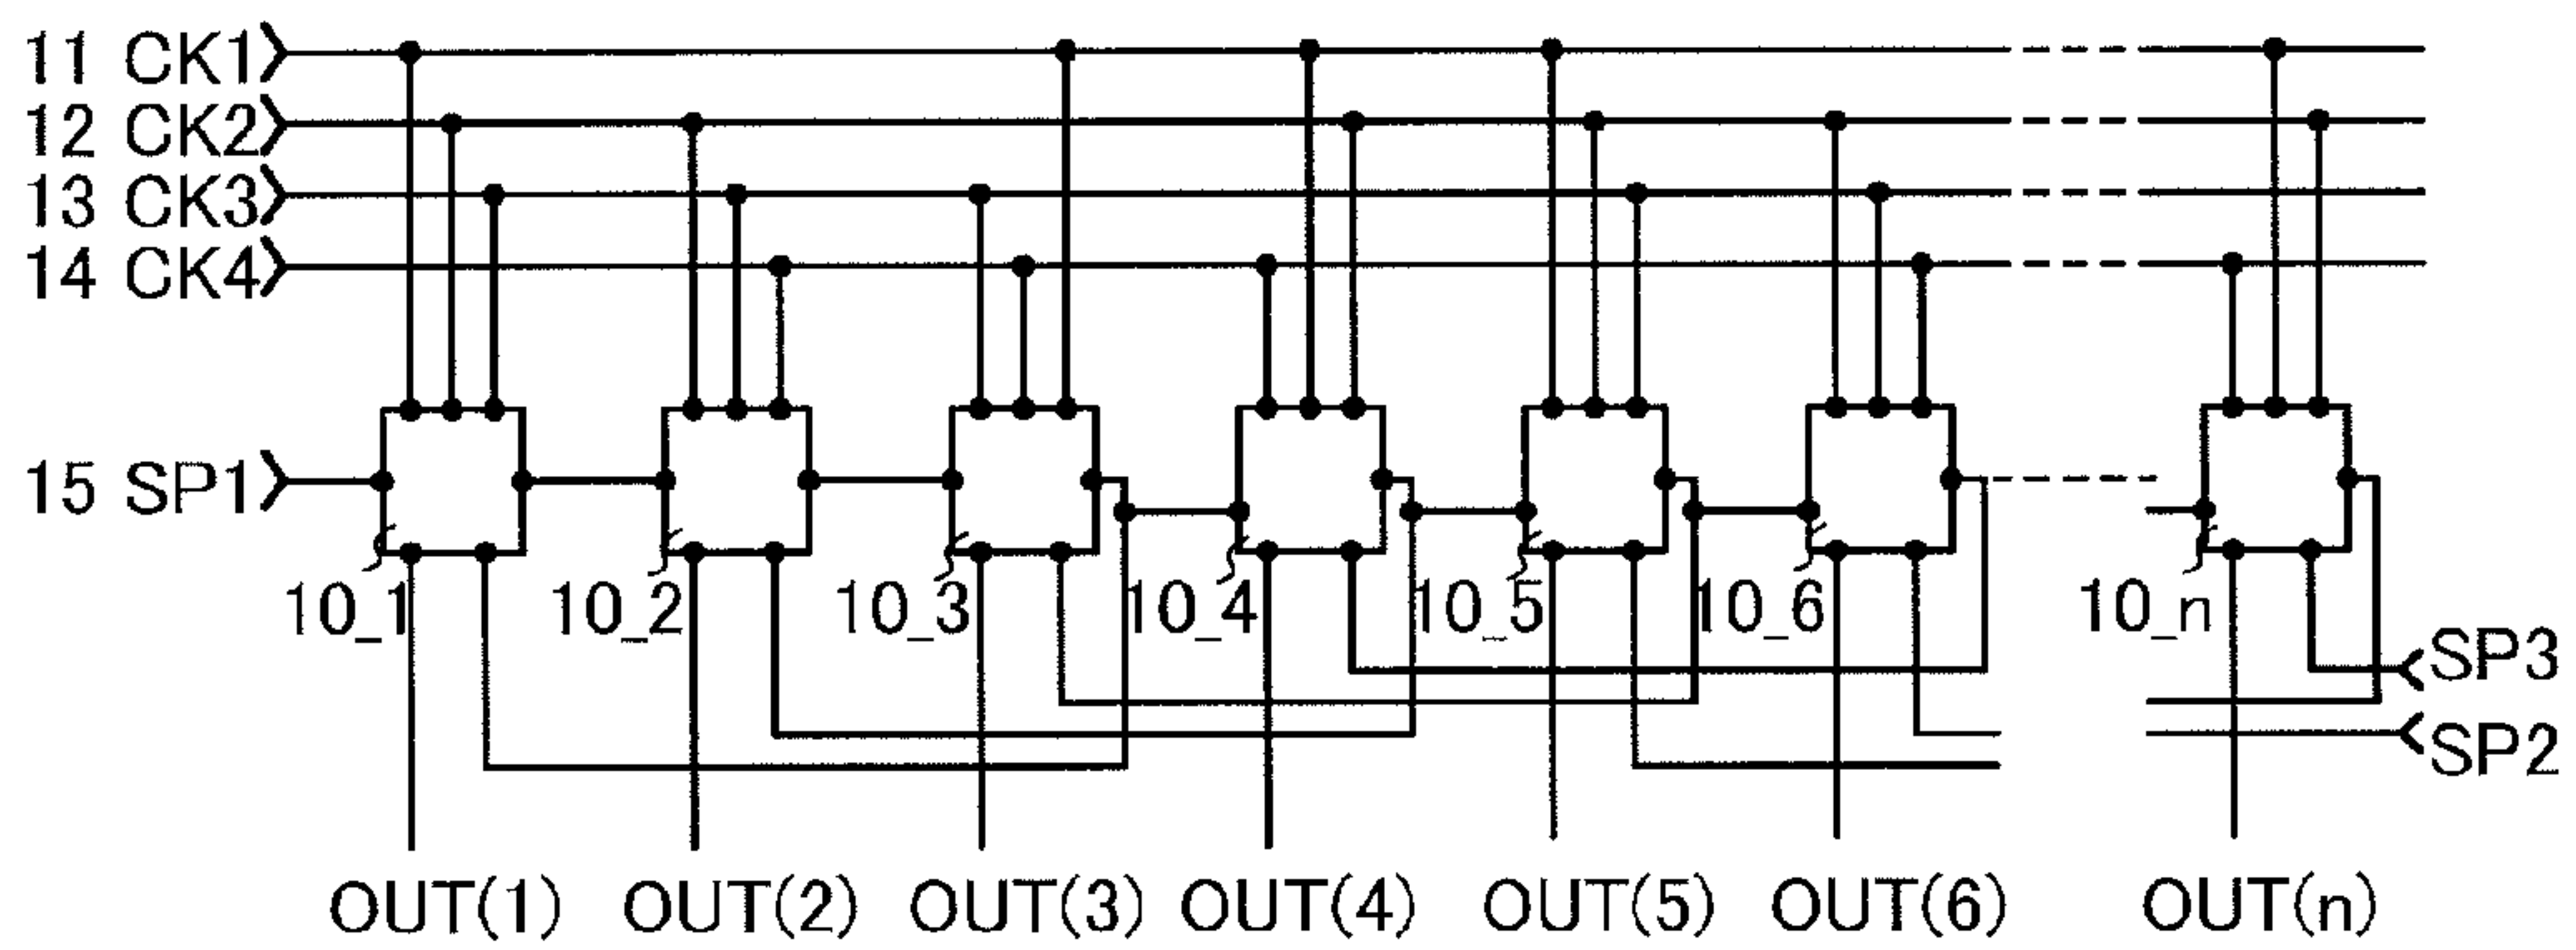 11 CK1
12 CK2
13 CK3
14 CK4
15 SP1
10_1 10_2 10_3 10_4 10_5 10_6 10_n
SP3
SP2
OUT(1) OUT(2) OUT(3) OUT(4) OUT(5) OUT(6) OUT(n)